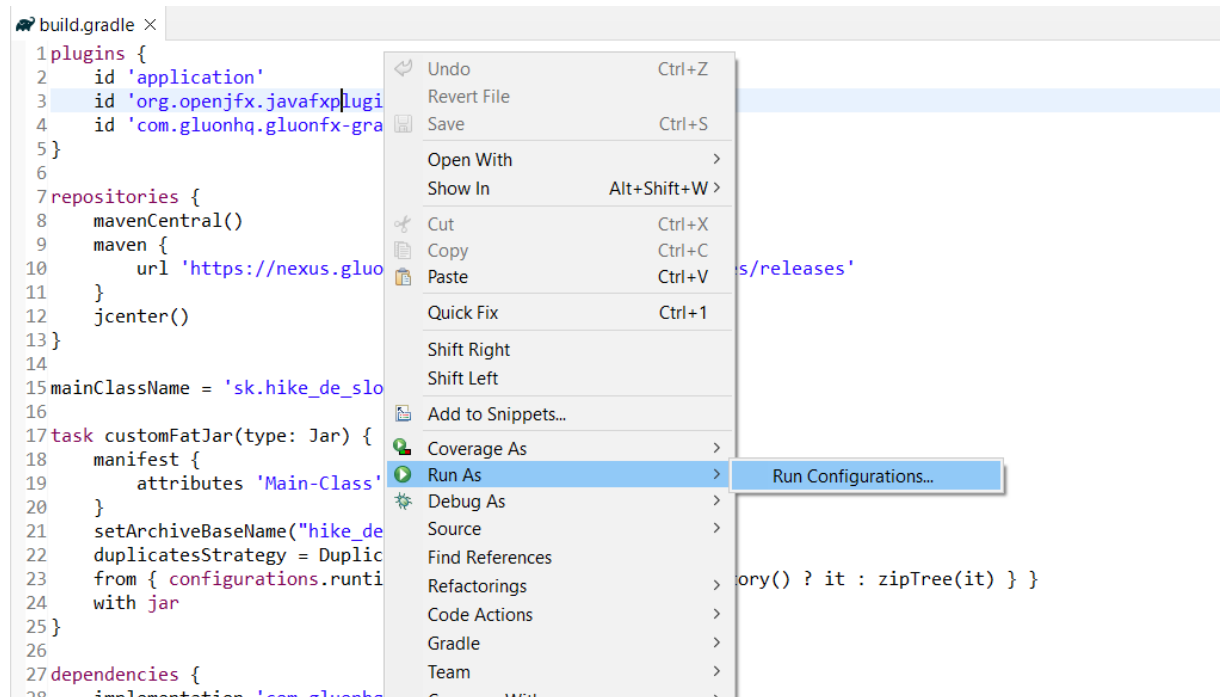 build.gradle
1 plugins {
2 id 'application'
3 id 'org.openjfx.javafxplugi
4 id 'com.gluonhq.gluonfx-gra
5 }
6
7 repositories {
8 mavenCentral()
9 maven {
10 url 'https://nexus.gluo s/releases'
11 }
12 jcenter()
13 }
14
15 mainClassName = 'sk.hike_de_slo
16
17 task customFatJar(type: Jar) {
18 manifest {
19 attributes 'Main-Class'
20 }
21 setArchiveBaseName("hike_de
22 duplicatesStrategy = Duplic
23 from { configurations.runti ory() ? it : zipTree(it) } }
24 with jar
25 }
26
27 dependencies {
28 implementation 'com.gluonhq
Undo Ctrl+Z
Revert File
Save Ctrl+S
Open With
Show In Alt+Shift+W
Cut Ctrl+X
Copy Ctrl+C
Paste Ctrl+V
Quick Fix Ctrl+1
Shift Right
Shift Left
Add to Snippets...
Coverage As
Run As
Run Configurations...
Debug As
Source
Find References
Refactorings
Code Actions
Gradle
Team
Compare With